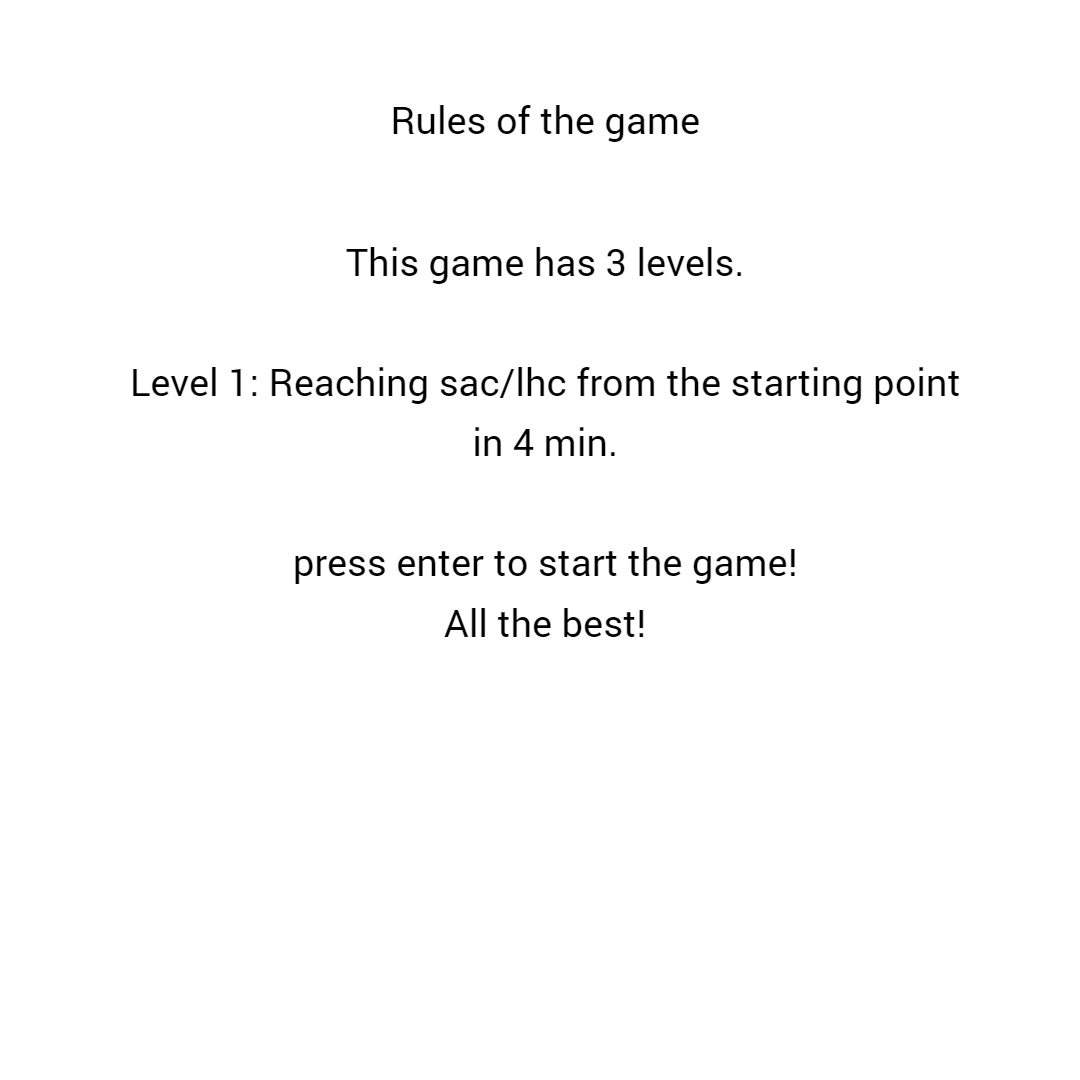 Rules of the game
This game has 3 levels.
Level 1: Reaching sac/lhc from the starting point
in 4 min.
press enter to start the game!
All the best!